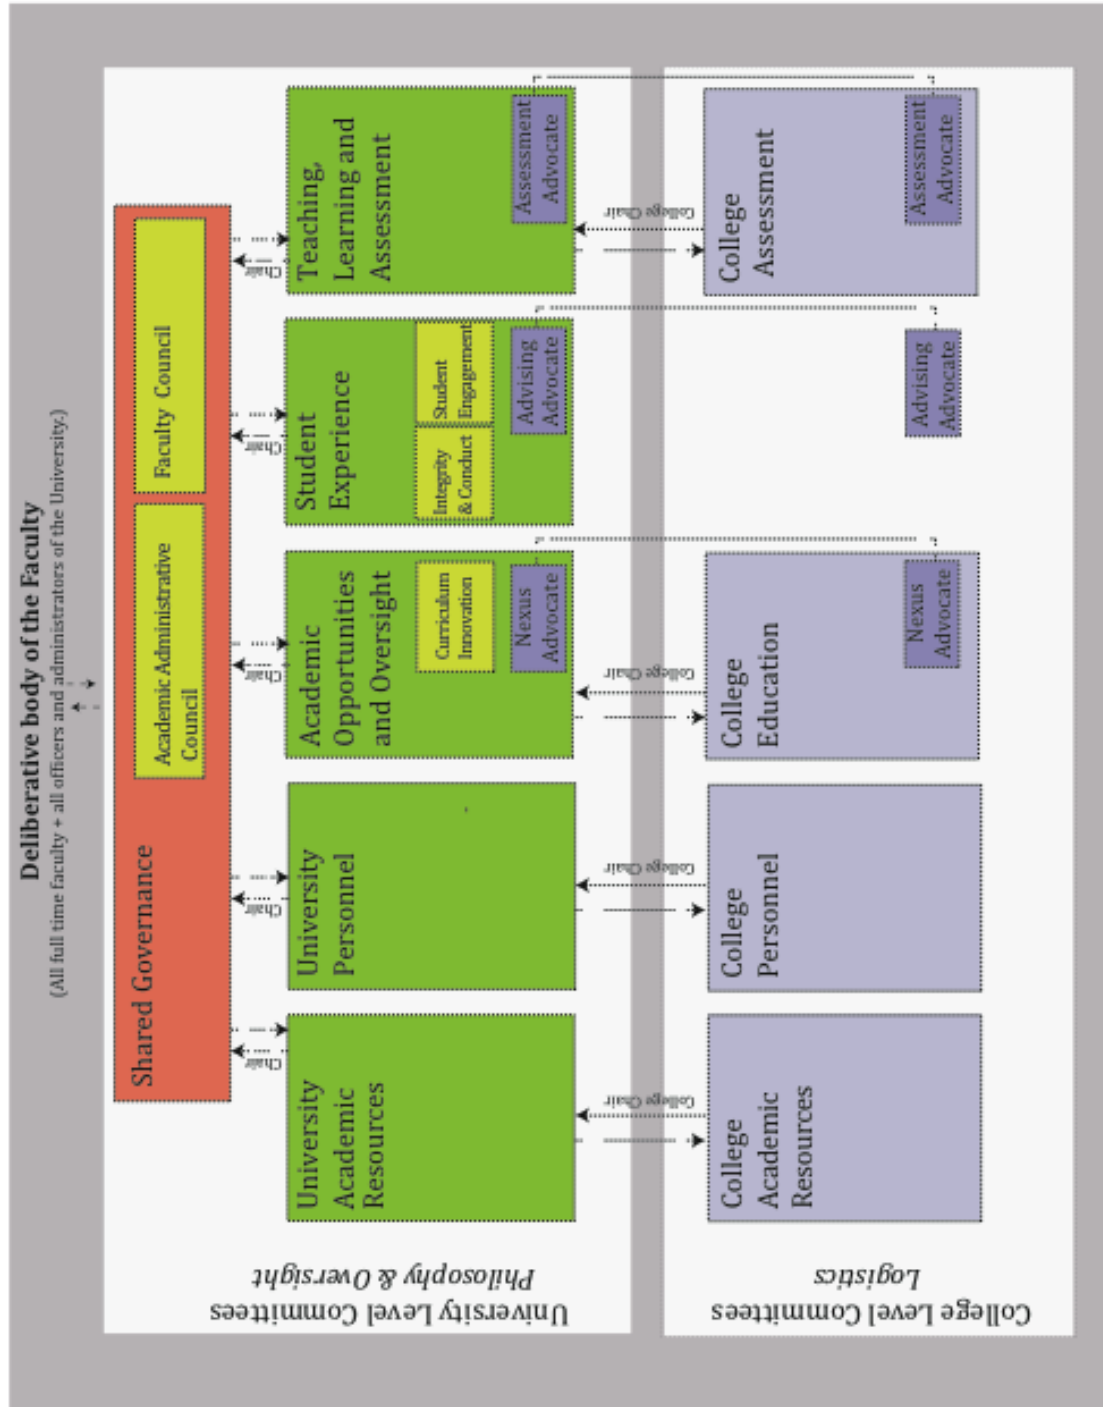 Deliberative body of the Faculty
(All full time faculty + all officers and administrators of the University.)
Shared Governance
Academic Administrative
Council
Faculty Council
Chair
Chair
Chair
Chair
Chair
University Level Committees
Philosophy & Oversight
University
Academic
Resources
University
Personnel
Academic
Opportunities
and Oversight
Curriculum
Innovation
Nexus
Advocate
Student
Experience
Integrity
& Conduct
Student
Engagement
Advising
Advocate
Teaching,
Learning and
Assessment
Assessment
Advocate
College Chair
College Chair
College Chair
College Chair
College Level Committees
Logistics
College
Academic
Resources
College
Personnel
College
Education
Nexus
Advocate
Advising
Advocate
College
Assessment
Assessment
Advocate